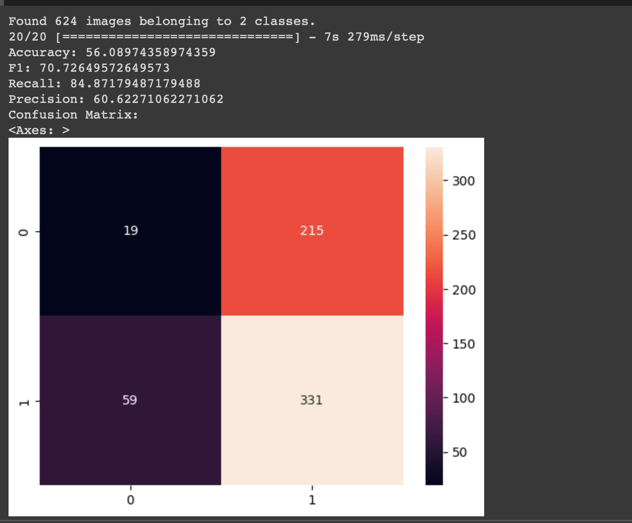 Found 624 images belonging to 2 classes.
20/20 [==============================] - 7s 279ms/step
Accuracy: 56.08974358974359
F1: 70.72649572649573
Recall: 84.87179487179488
Precision: 60.62271062271062
Confusion Matrix:
<Axes: >
300
0 19 215
250
200
150
1 59 331
100
50
0 1